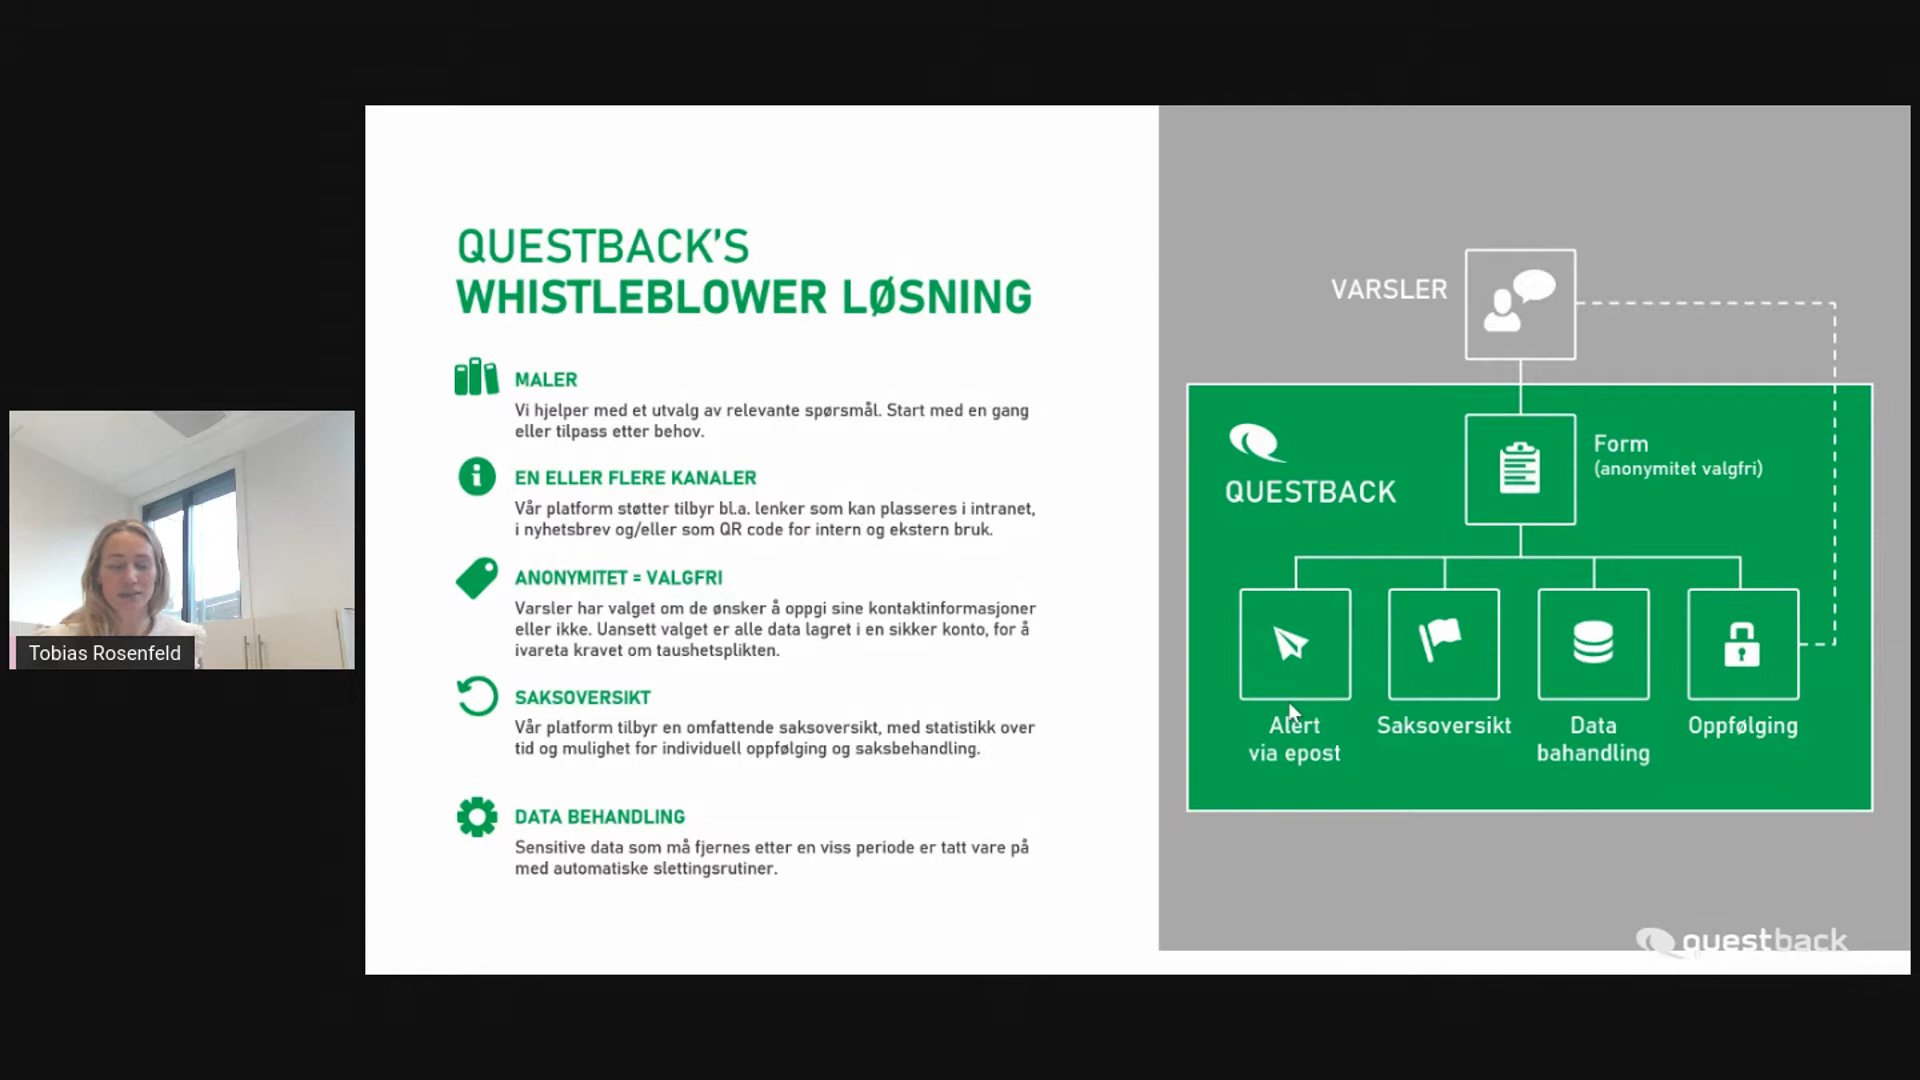 QUESTBACK'S
WHISTLEBLOWER LØSNING
MALER
Vi hjelper med et utvalg av relevante spørsmål. Start med en gang
eller tilpass etter behov.
EN ELLER FLERE KANALER
Vår platform støtter tilbyr bl.a. lenker som kan plasseres i intranet,
i nyhetsbrev og/eller som QR code for intern og ekstern bruk.
ANONYMITET = VALGFRI
Varsler har valget om de ønsker å oppgi sine kontaktinformasjoner
eller ikke. Uansett valget er alle data lagret i en sikker konto, for å
ivareta kravet om taushetsplikten.
SAKSOVERSIKT
Vår platform tilbyr en omfattende saksoversikt, med statistikk over
tid og mulighet for individuell oppfølging og saksbehandling.
DATA BEHANDLING
Sensitive data som må fjernes etter en viss periode er tatt vare på
med automatiske slettingsrutiner.
VARSLER
QUESTBACK
Form
(anonymitet valgfri)
Alert
via epost
Saksoversikt
Data
bahandling
Oppfølging
questback
Tobias Rosenfeld